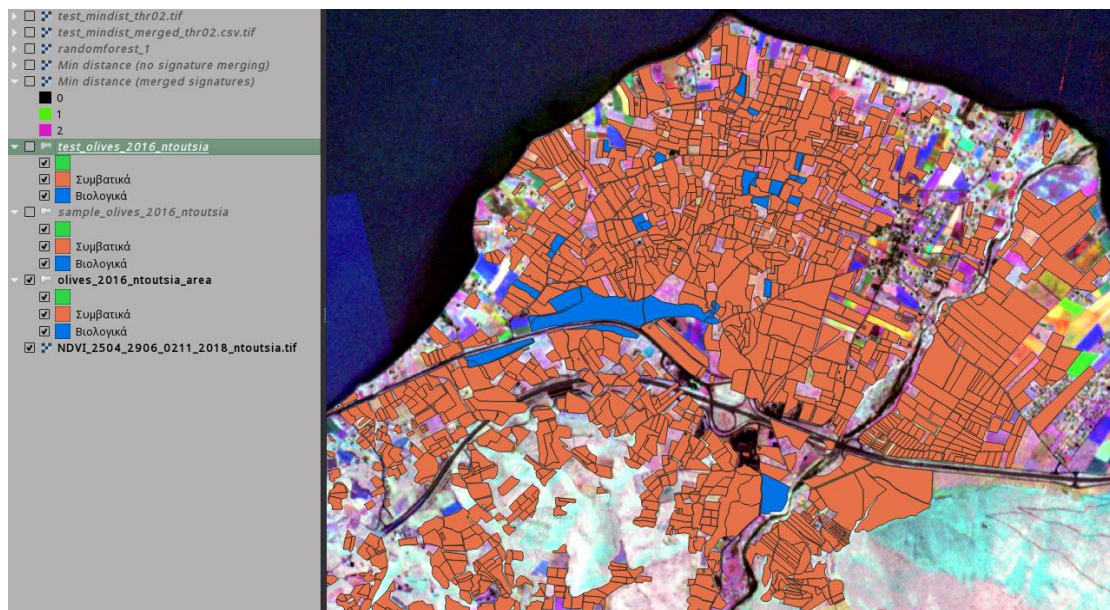 test_mindist_thr02.tif
test_mindist_merged_thr02.csv.tif
randomforest_1
Min distance (no signature merging)
Min distance (merged signatures)
0
1
2
test_olives_2016_ntoutsia
Συμβατικά
Βιολογικά
sample_olives_2016_ntoutsia
Συμβατικά
Βιολογικά
olives_2016_ntoutsia_area
Συμβατικά
Βιολογικά
NDVI_2504_2906_0211_2018_ntoutsia.tif